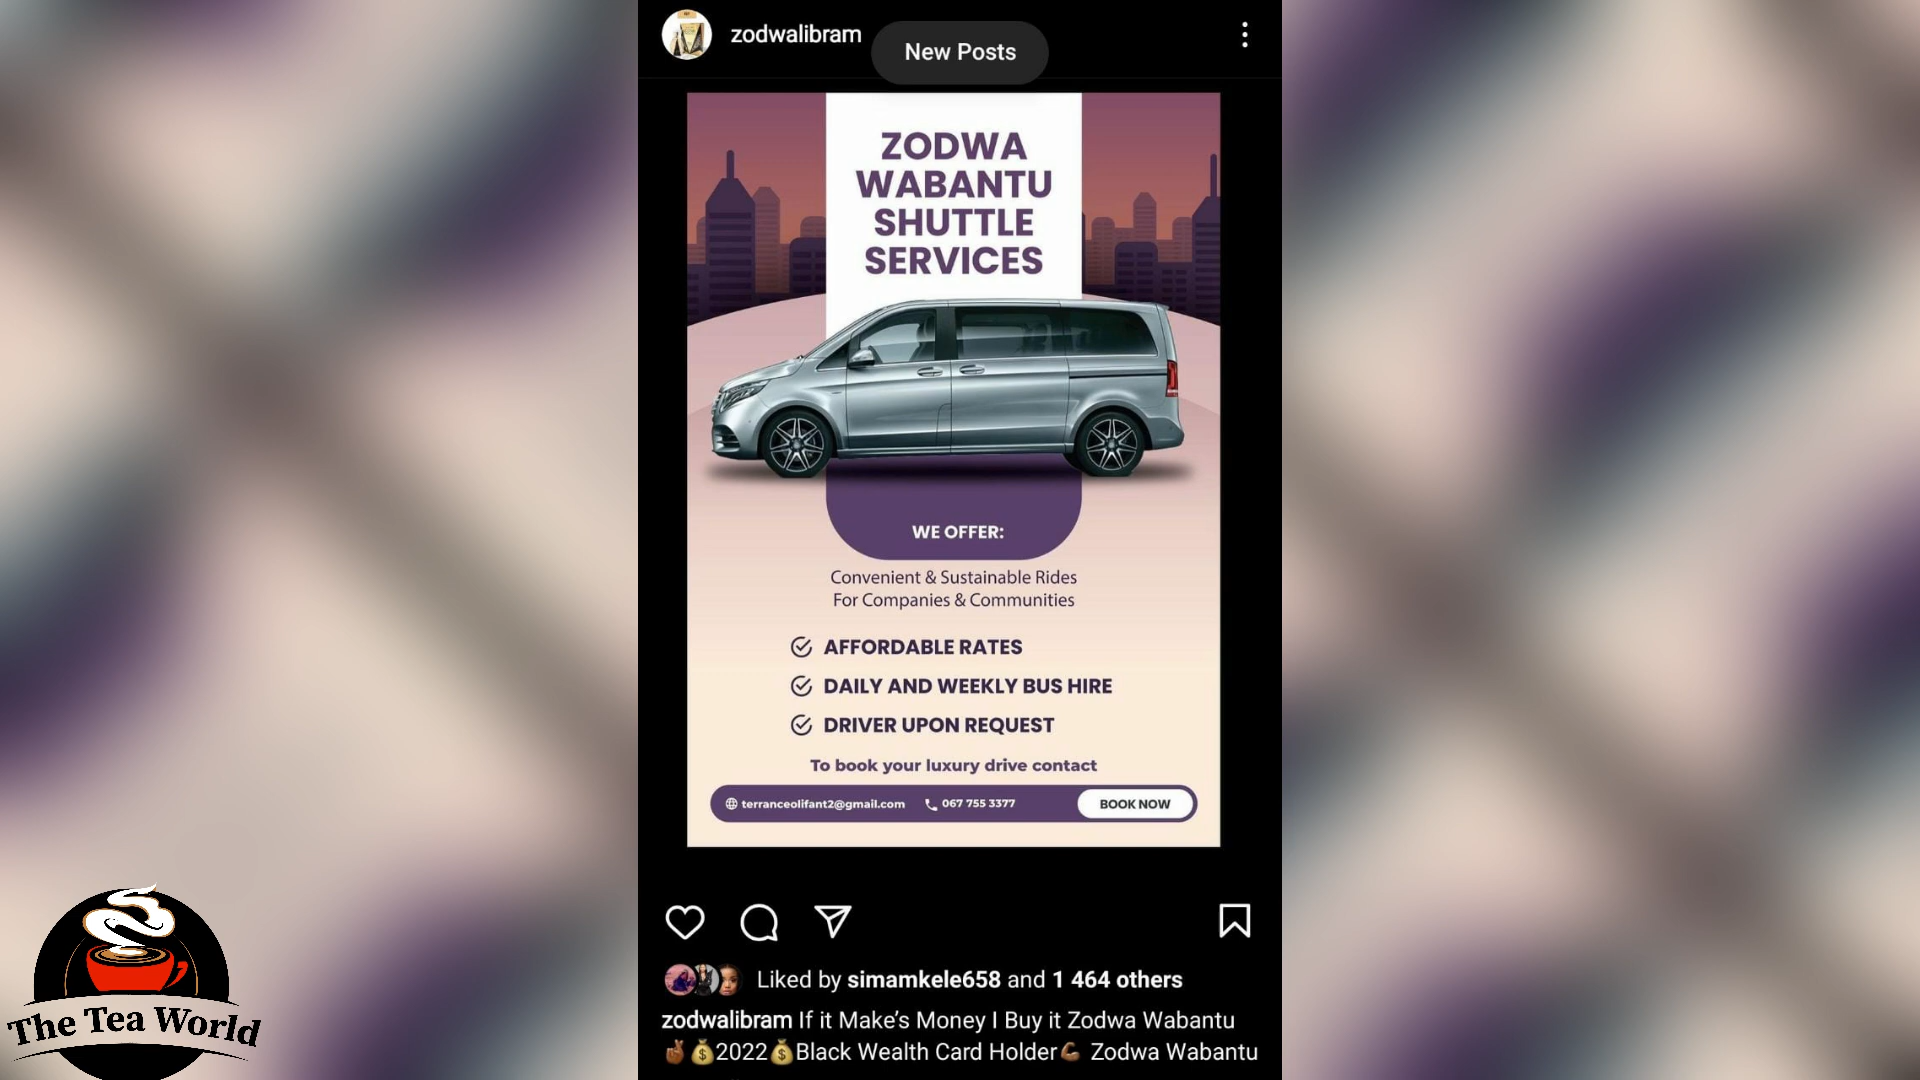 zodwalibram
New Posts
ZODWA
WABANTU
SHUTTLE
SERVICES
WE OFFER:
Convenient & Sustainable Rides
For Companies & Communities
AFFORDABLE RATES
DAILY AND WEEKLY BUS HIRE
DRIVER UPON REQUEST
To book your luxury drive contact
terranceolifant2@gmail.com 067 755 3377 BOOK NOW
Liked by simamkele658 and 1 464 others
zodwalibram If it Make’s Money I Buy it Zodwa Wabantu
🤞🏾💰2022💰Black Wealth Card Holder💪🏾 Zodwa Wabantu
The Tea World